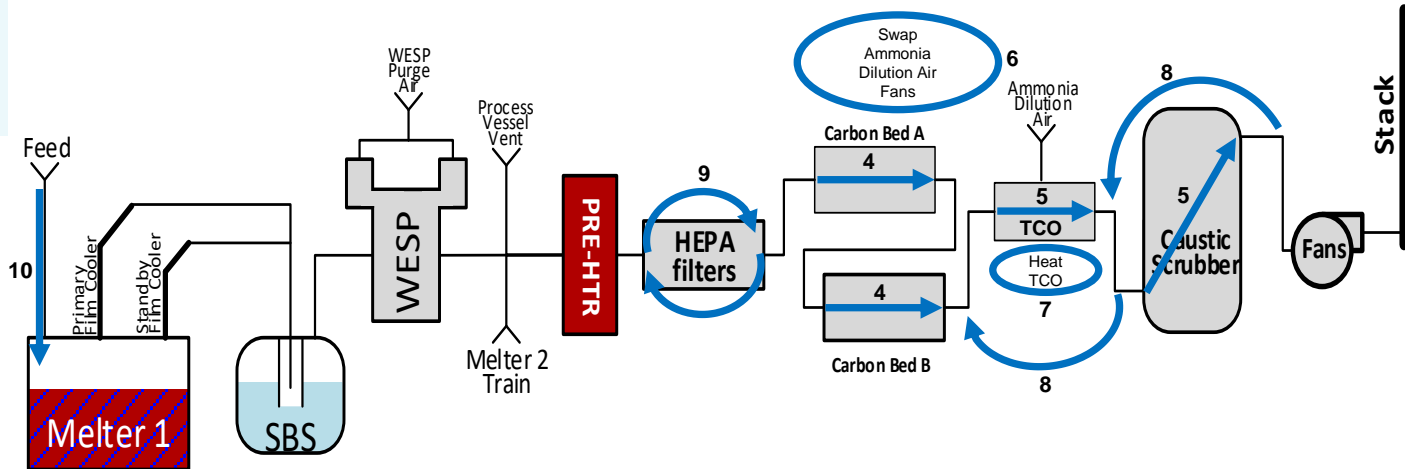 Feed
10
Primary
Film Cooler
Standby
Film Cooler
Melter 1
SBS
WESP
Purge
Air
WESP
Process
Vessel
Vent
Melter 2
Train
PRE-HTR
9
HEPA
filters
Swap
Ammonia
Dilution Air
Fans
6
Carbon Bed A
4
4
Carbon Bed B
Ammonia
Dilution
Air
5
TCO
Heat
TCO
7
8
8
5
Caustic
Scrubber
Fans
Stack